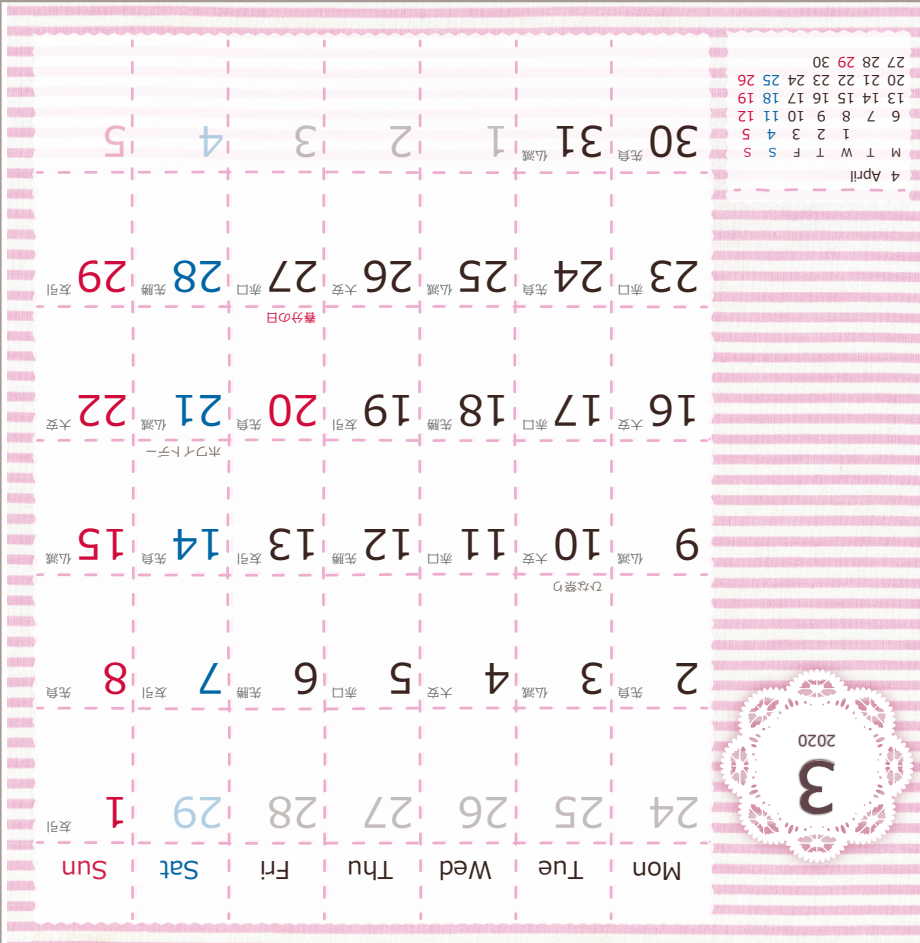 3
2020
Mon Tue Wed Thu Fri Sat Sun
24 25 26 27 28 29 1 友引
2 先負 3 仏滅 4 大安 5 赤口 6 先勝 7 友引 8 先負
ひな祭り
9 仏滅 10 大安 11 赤口 12 先勝 13 友引 14 先負 15 仏滅
ホワイトデー
16 大安 17 赤口 18 先勝 19 友引 20 先負 21 仏滅 22 大安
春分の日
23 赤口 24 先負 25 仏滅 26 大安 27 赤口 28 先勝 29 友引
30 先負 31 仏滅 1 2 3 4 5
4 April
M T W T F S S
1 2 3 4 5
6 7 8 9 10 11 12
13 14 15 16 17 18 19
20 21 22 23 24 25 26
27 28 29 30